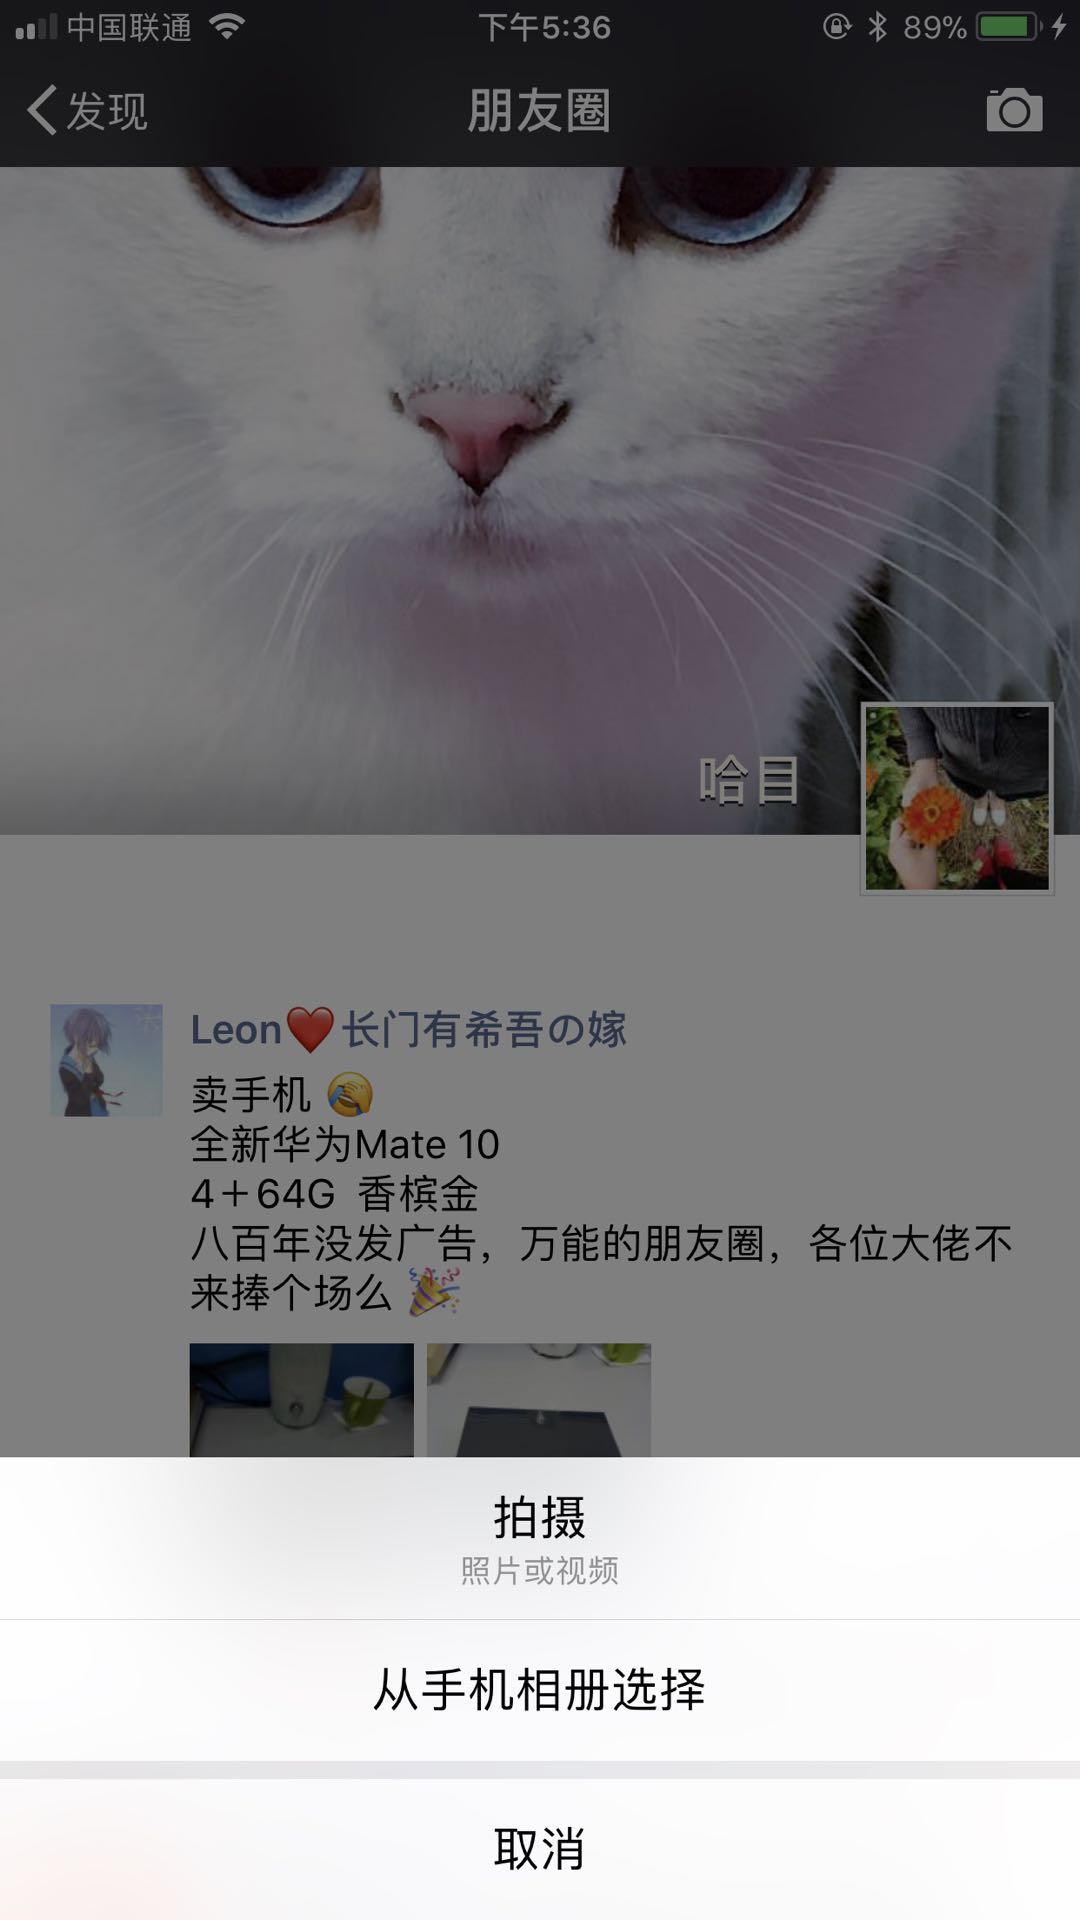 中国联通
下午5:36
89%
发现
朋友圈
哈目
Leon❤️长门有希吾の嫁
卖手机 🤦
全新华为Mate 10
4＋64G 香槟金
八百年没发广告，万能的朋友圈，各位大佬不
来捧个场么 🎉
拍摄
照片或视频
从手机相册选择
取消